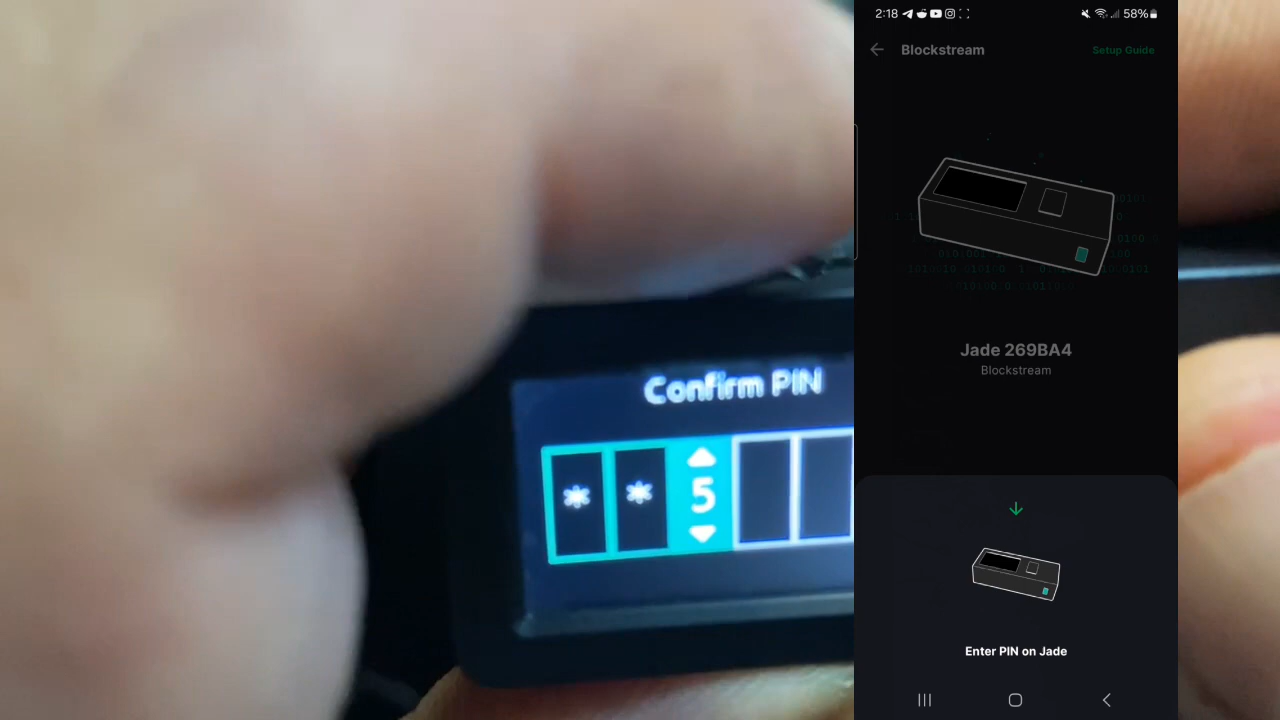 Confirm PIN
* * 5
2:18 58%
Blockstream Setup Guide
Jade 269BA4
Blockstream
Enter PIN on Jade